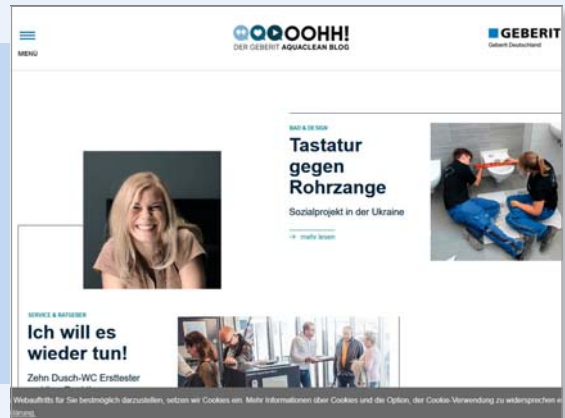 MENÜ
OOHH!
DER GEBERIT AQUACLEAN BLOG
GEBERIT
Geberit Deutschland
BAD & DESIGN
Tastatur
gegen
Rohrzange
Sozialprojekt in der Ukraine
→ mehr lesen
SERVICE & RATGEBER
Ich will es
wieder tun!
Zehn Dusch-WC Ersttester
Webauftritts für Sie bestmöglich darzustellen, setzen wir Cookies ein. Mehr Informationen über Cookies und die Option, der Cookie-Verwendung zu widersprechen